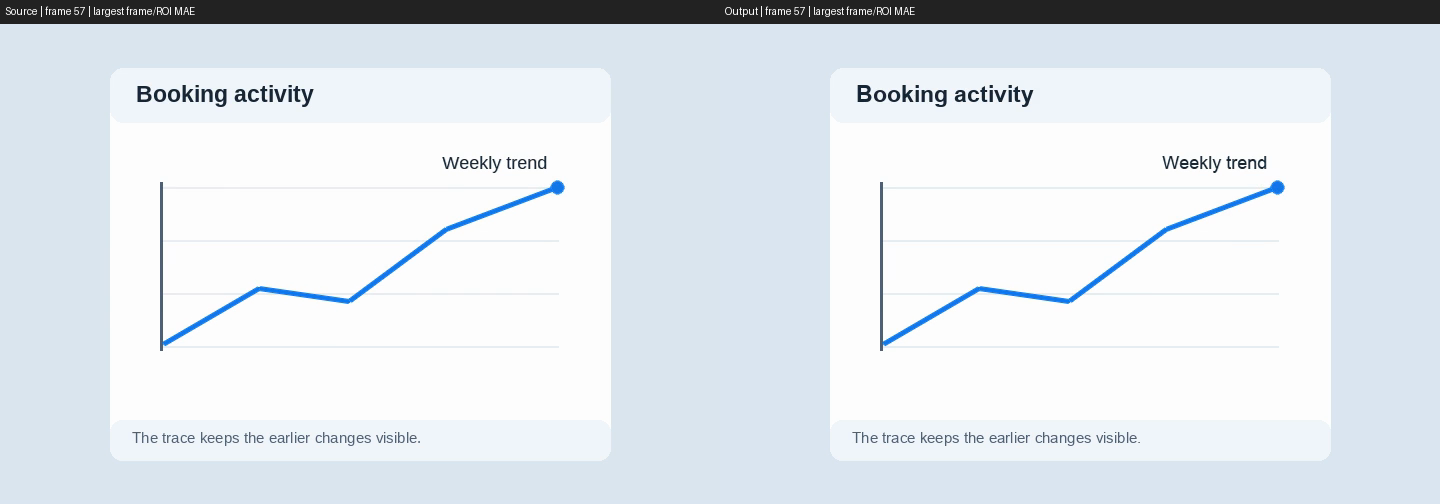 Source | frame 57 | largest frame/ROI MAE
Output | frame 57 | largest frame/ROI MAE
Booking activity
Weekly trend
The trace keeps the earlier changes visible.
Booking activity
Weekly trend
The trace keeps the earlier changes visible.